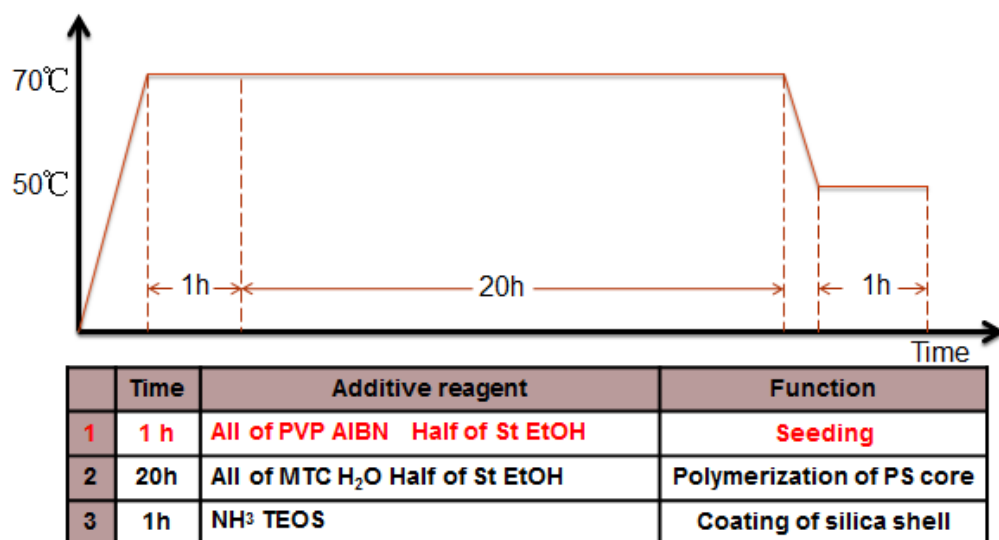 70℃
50℃
1h
20h
1h
Time
Time Additive reagent Function
1 1 h All of PVP AIBN Half of St EtOH Seeding
2 20h All of MTC H₂O Half of St EtOH Polymerization of PS core
3 1h NH³ TEOS Coating of silica shell